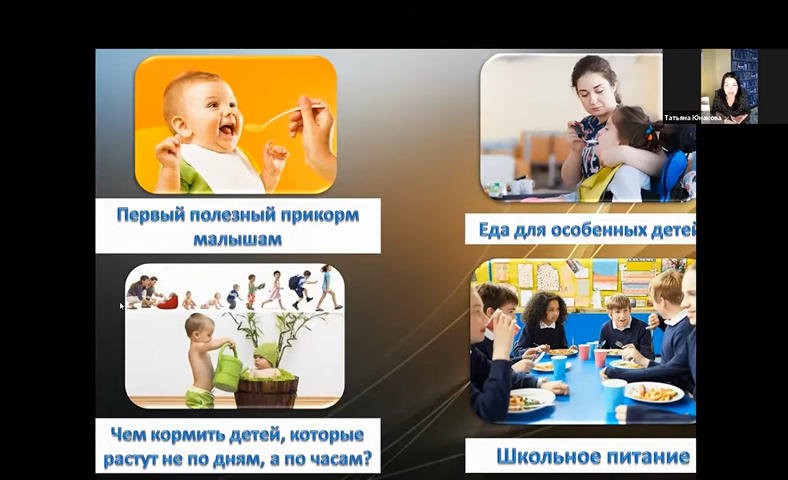 Татьяна Юнакова
Первый полезный прикорм
малышам
Еда для особенных детей
Чем кормить детей, которые
растут не по дням, а по часам?
Школьное питание